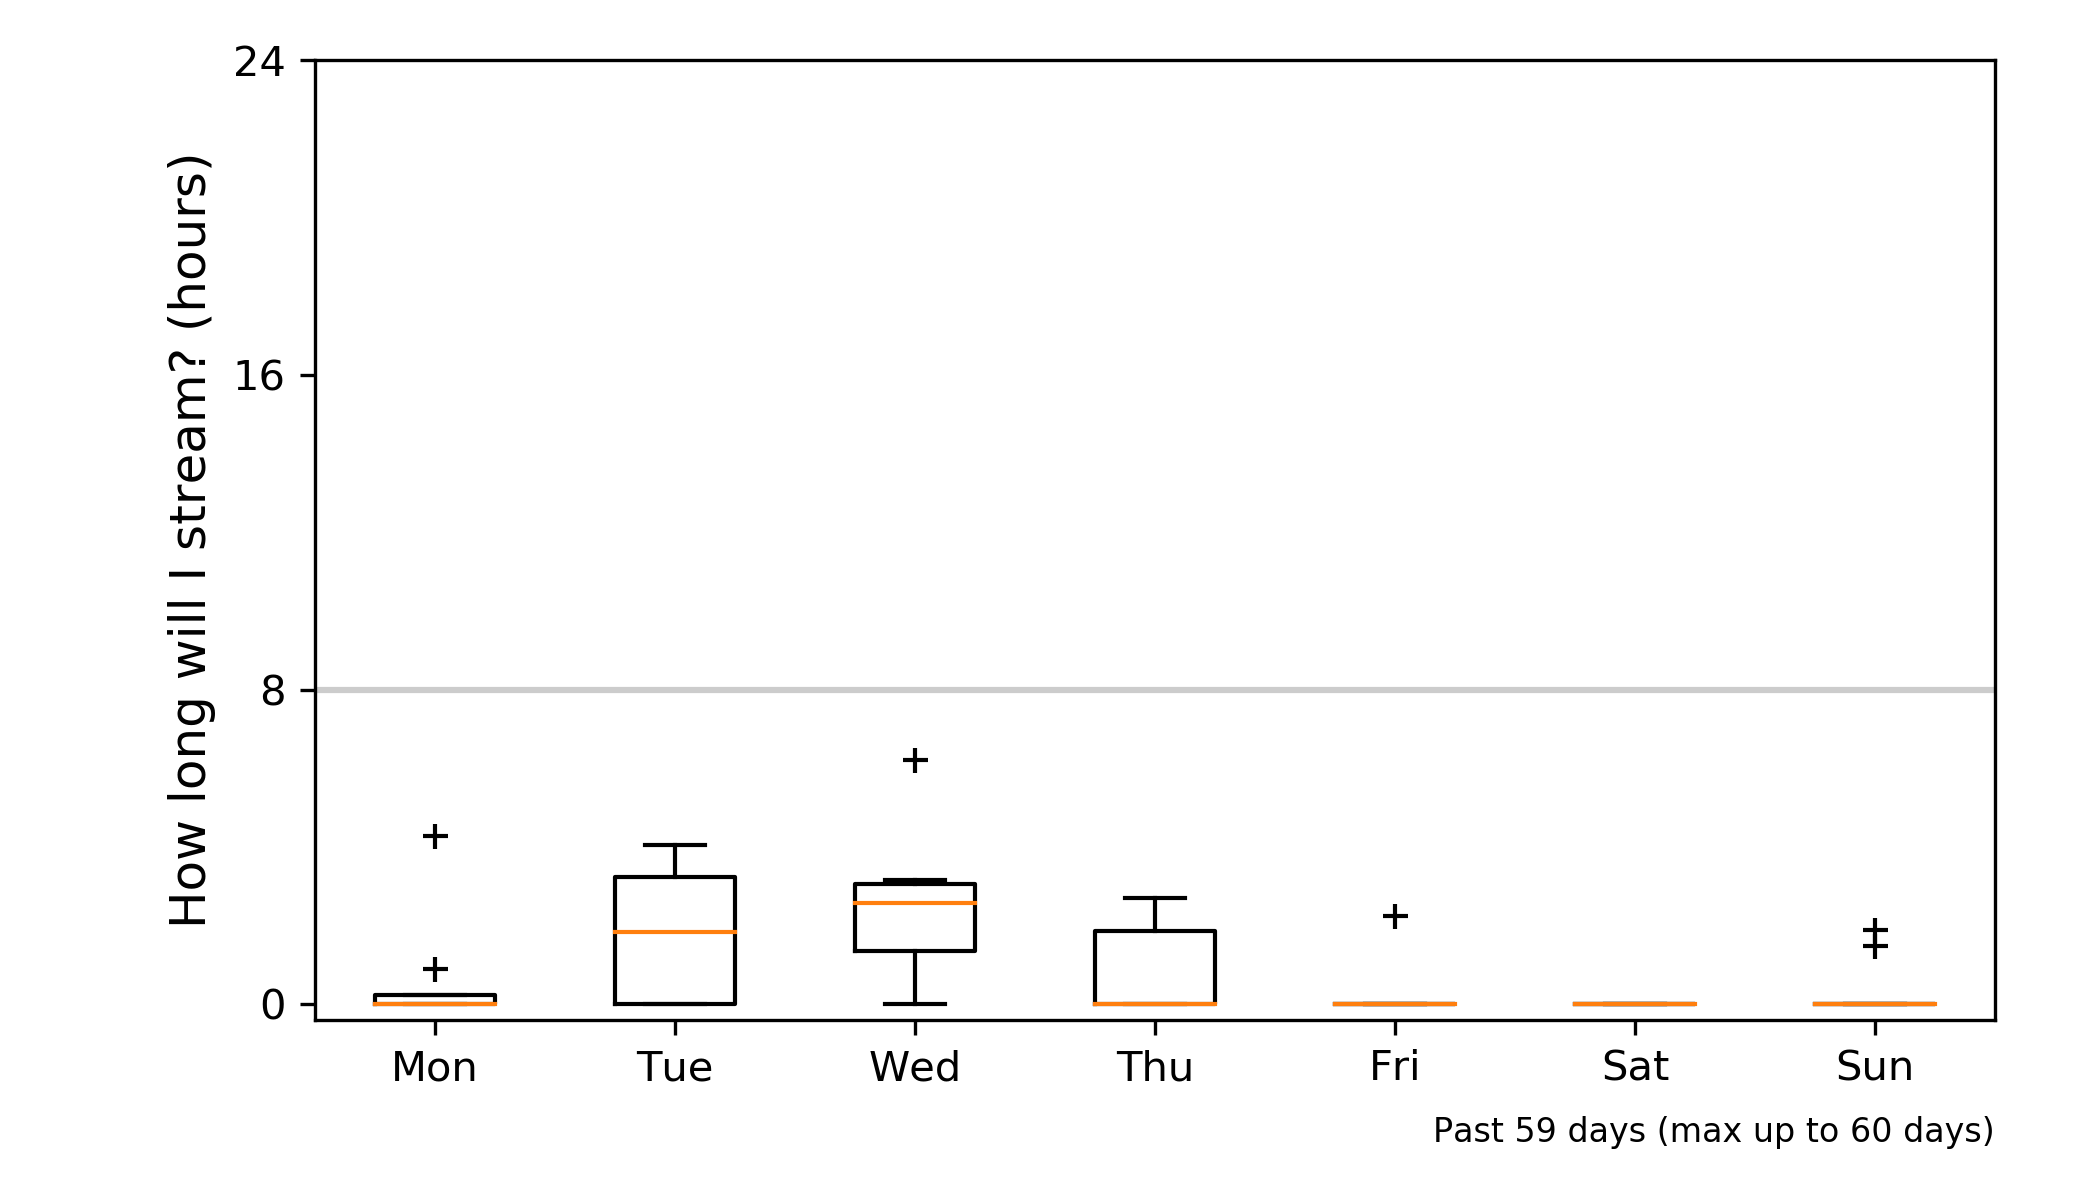 How long will I stream? (hours)
24
16
8
0
Mon Tue Wed Thu Fri Sat Sun
Past 59 days (max up to 60 days)